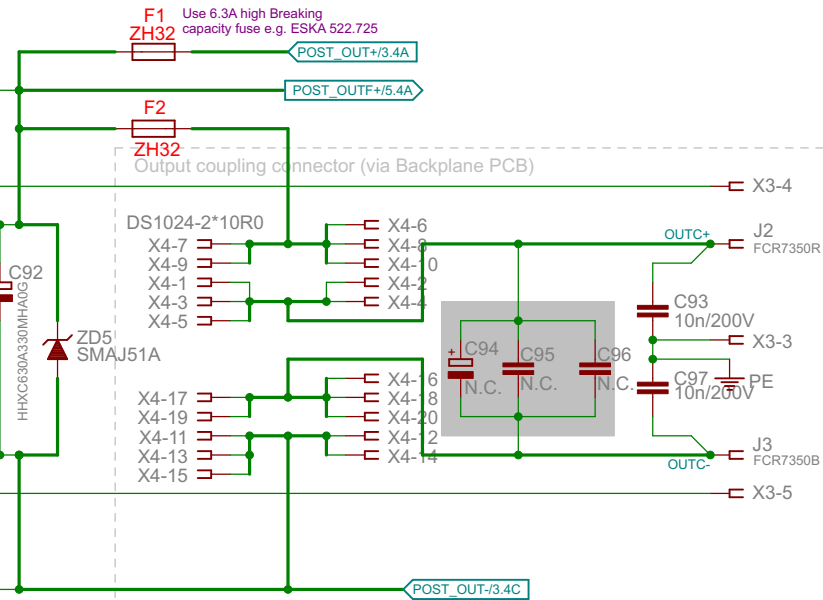 F1
ZH32
Use 6.3A high Breaking
capacity fuse e.g. ESKA 522.725
POST_OUT+/3.4A
POST_OUTF+/5.4A
F2
ZH32
Output coupling connector (via Backplane PCB)
X3-4
DS1024-2*10R0
X4-7
X4-9
X4-1
X4-3
X4-5
X4-6
X4-8
X4-10
X4-2
X4-4
OUTC+
J2
FCR7350R
C92
HHXC630A330MHA0G
ZD5
SMAJ51A
C93
10n/200V
X3-3
+
C94
N.C.
C95
N.C.
C96
N.C.
C97
10n/200V
PE
X4-17
X4-19
X4-11
X4-13
X4-15
X4-16
X4-18
X4-20
X4-12
X4-14
OUTC-
J3
FCR7350B
X3-5
POST_OUT-/3.4C